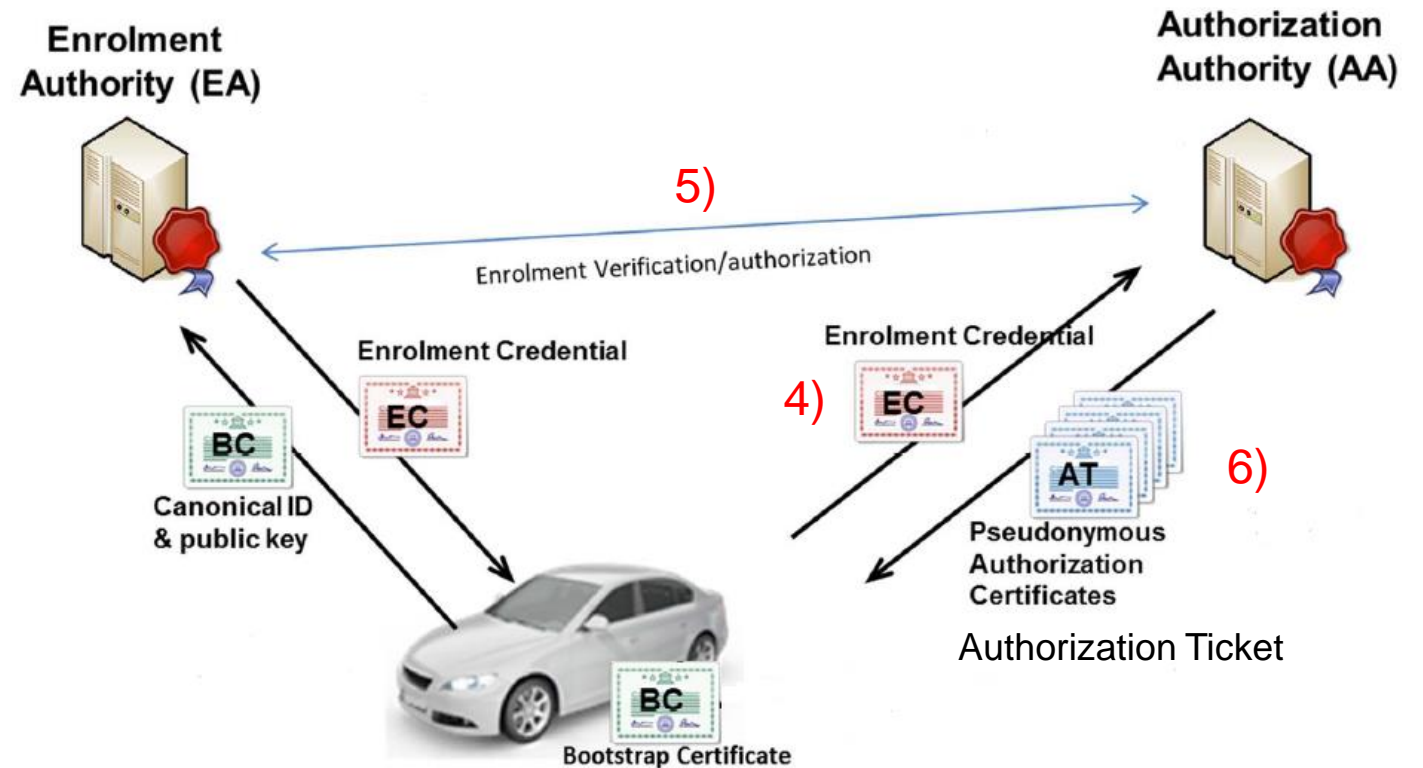 Enrolment
Authority (EA)
Authorization
Authority (AA)
5)
Enrolment Verification/authorization
Enrolment Credential
EC
BC
Canonical ID
& public key
Enrolment Credential
4)
EC
AT
6)
Pseudonymous
Authorization
Certificates
Authorization Ticket
BC
Bootstrap Certificate